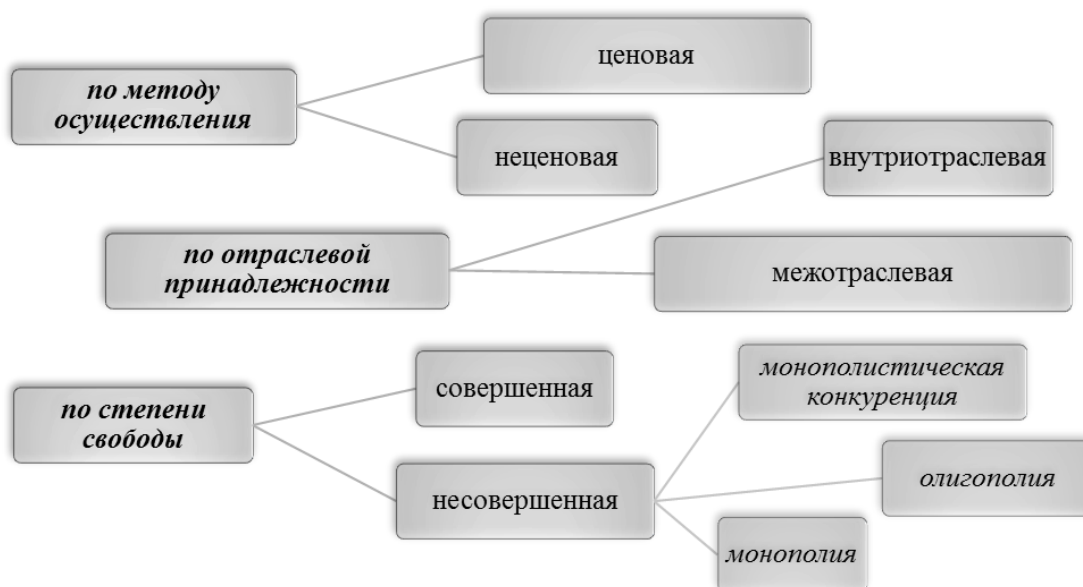 по методу
осуществления
ценовая
неценовая
по отраслевой
принадлежности
внутриотраслевая
межотраслевая
по степени
свободы
совершенная
несовершенная
монополистическая
конкуренция
олигополия
монополия